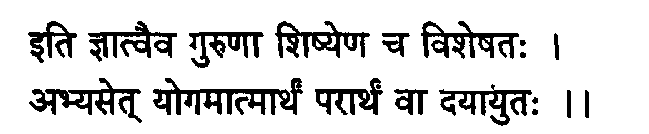 इति ज्ञात्वैव गुरुणा शिष्येण च विशेषतः ।
अभ्यसेत् योगमात्मार्थं परार्थं वा दयायुतः ।।